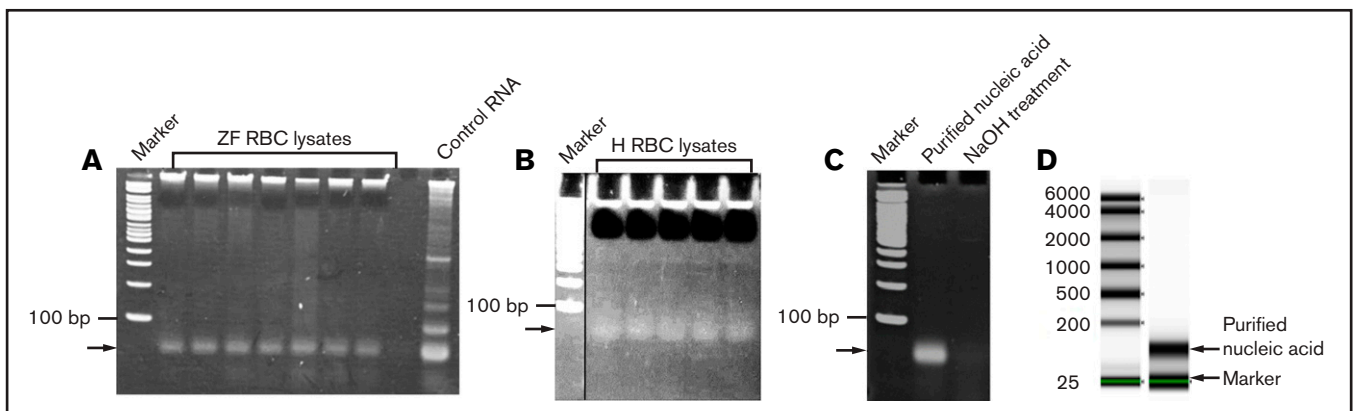 A
Marker
ZF RBC lysates
Control RNA
100 bp
B
Marker
H RBC lysates
100 bp
C
Marker
Purified nucleic acid
NaOH treatment
100 bp
D
6000
4000
2000
1000
500
200
25
Purified
nucleic acid
Marker